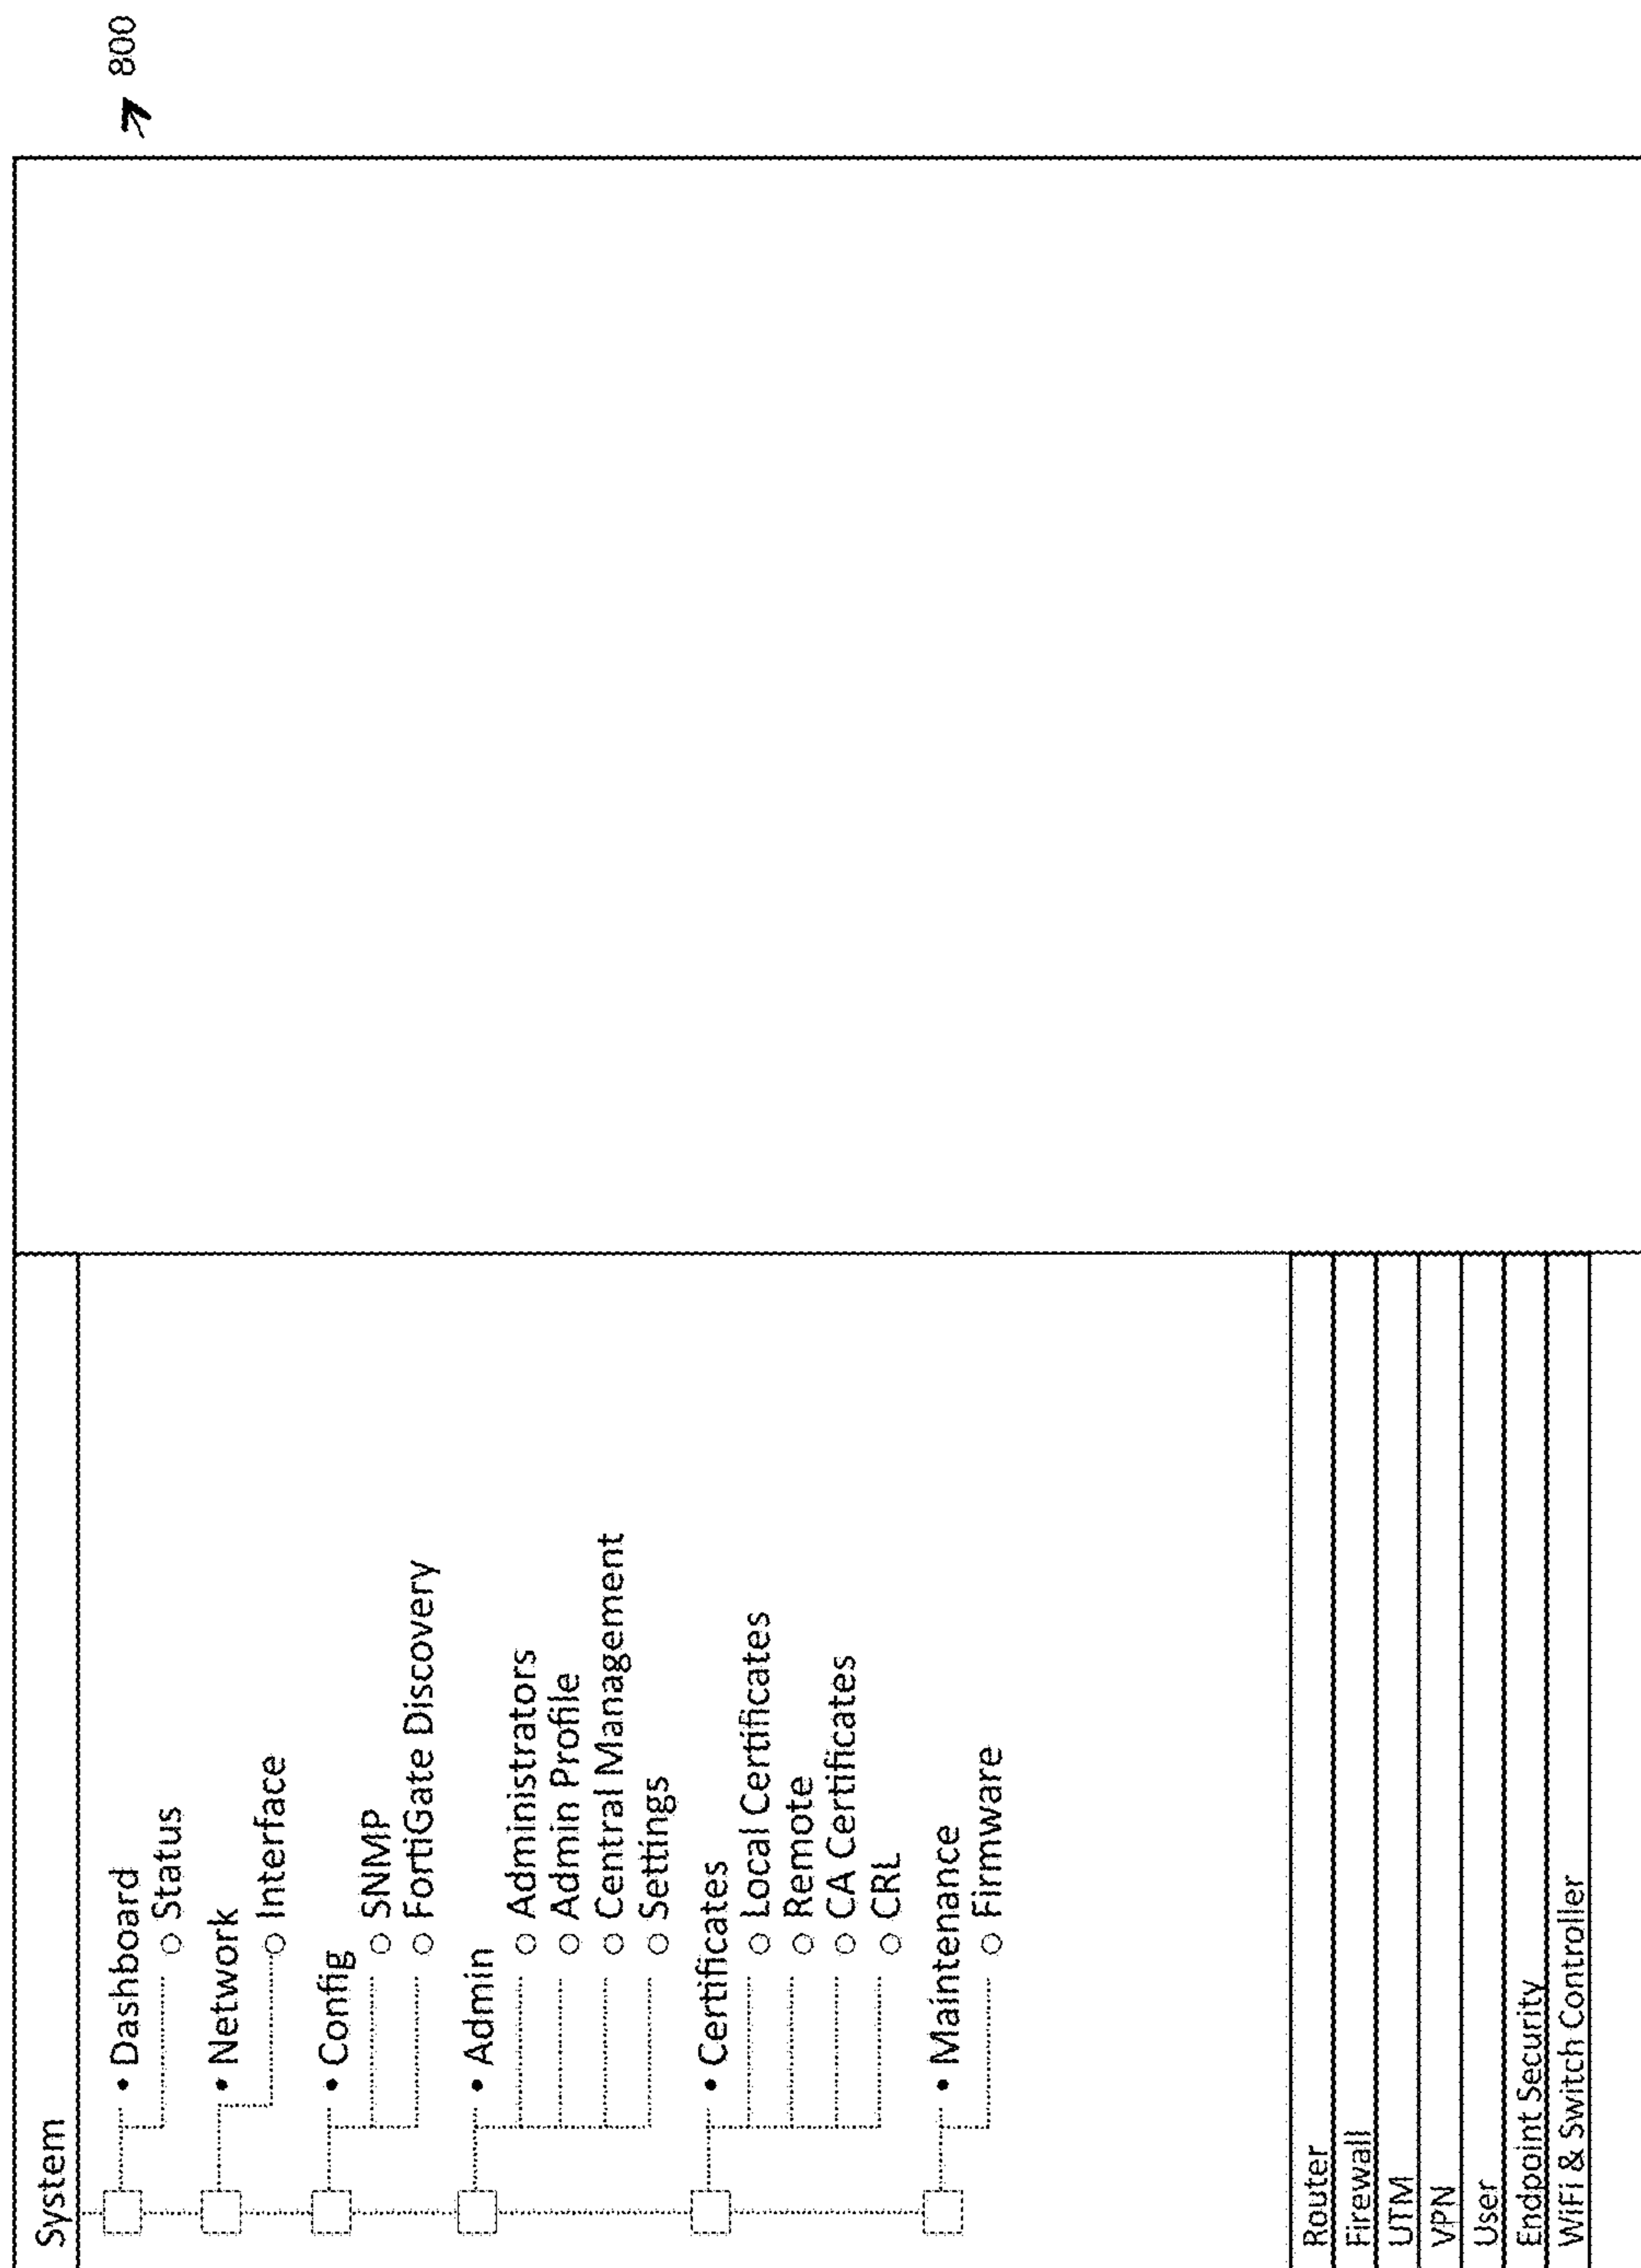 800
System
• Dashboard
○ Status
• Network
○ Interface
• Config
○ SNMP
○ FortiGate Discovery
• Admin
○ Administrators
○ Admin Profile
○ Central Management
○ Settings
• Certificates
○ Local Certificates
○ Remote
○ CA Certificates
○ CRL
• Maintenance
○ Firmware
Router
Firewall
UTM
VPN
User
Endpoint Security
WiFi & Switch Controller